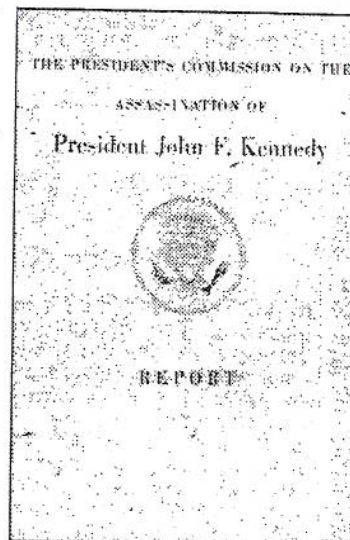 THE PRESIDENT'S COMMISSION ON THE
ASSASSINATION OF
President John F. Kennedy
REPORT